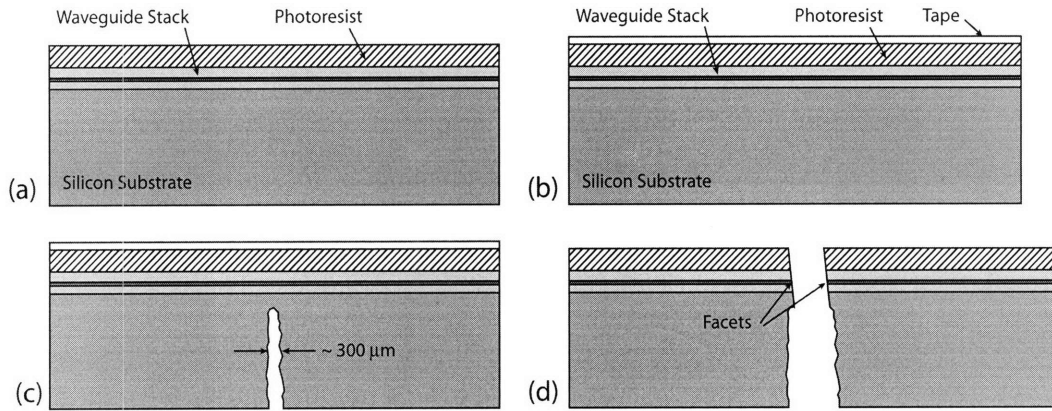 Waveguide Stack
Photoresist
(a)
Silicon Substrate
Waveguide Stack
Photoresist
Tape
(b)
Silicon Substrate
(c)
~ 300 μm
(d)
Facets